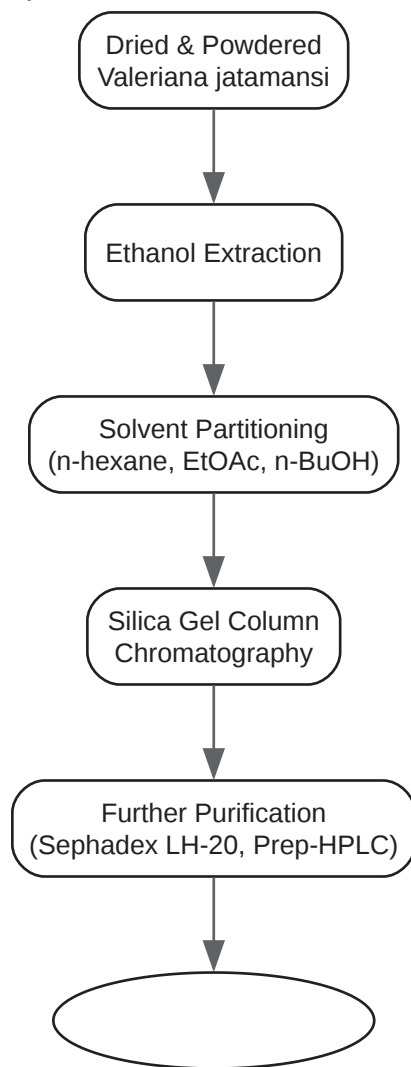 Dried & Powdered
Valeriana jatamansi
Ethanol Extraction
Solvent Partitioning
(n-hexane, EtOAc, n-BuOH)
Silica Gel Column
Chromatography
Further Purification
(Sephadex LH-20, Prep-HPLC)